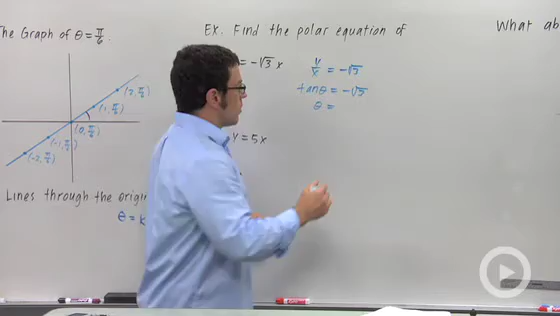 The Graph of θ = π/6.
(2, π/6)
(1, π/6)
(0, π/6)
(-1, π/6)
(-2, π/6)
Lines through the origin
θ = k
Ex. Find the polar equation of
= -√3 x
y/x = -√3
tanθ = -√3
θ =
y = 5x
What ab